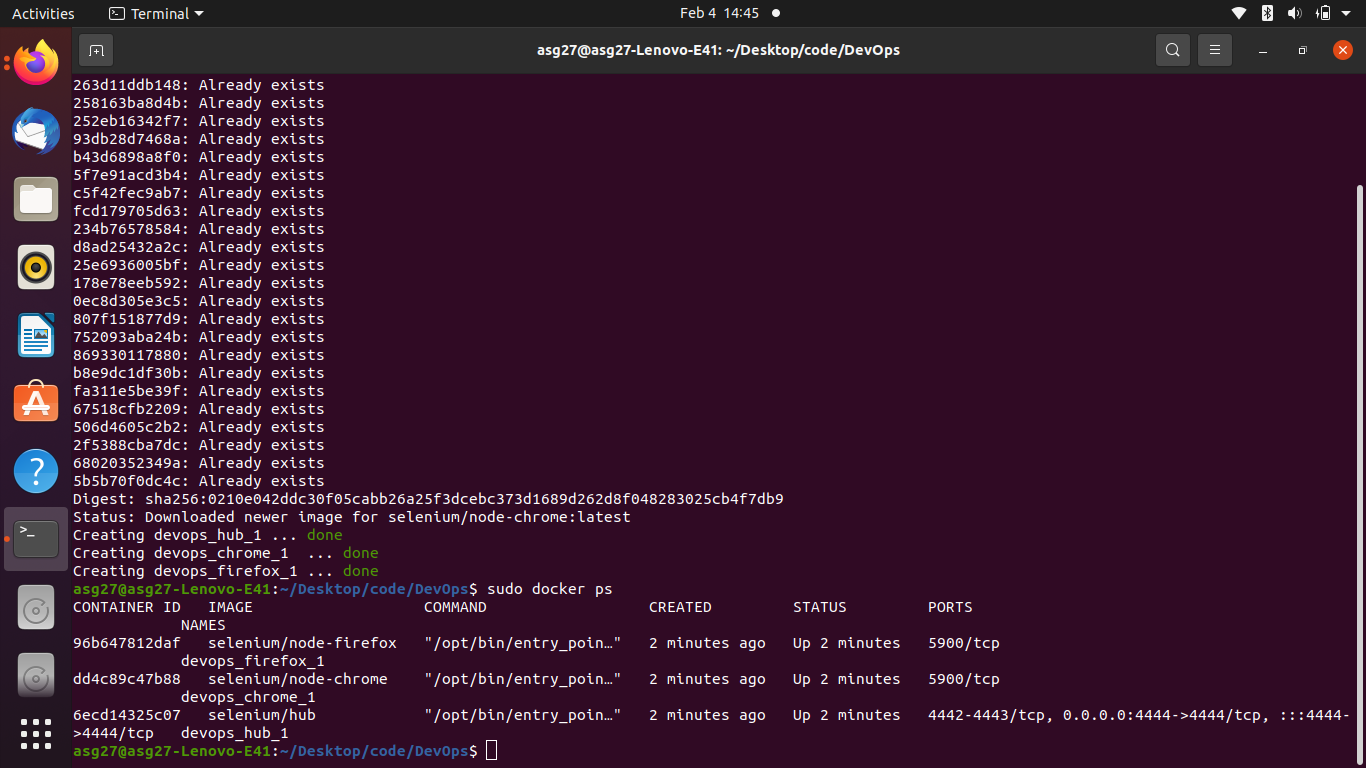 Activities Terminal Feb 4 14:45
asg27@asg27-Lenovo-E41: ~/Desktop/code/DevOps
263d11ddb148: Already exists
258163ba8d4b: Already exists
252eb16342f7: Already exists
93db28d7468a: Already exists
b43d6898a8f0: Already exists
5f7e91acd3b4: Already exists
c5f42fec9ab7: Already exists
fcd179705d63: Already exists
234b76578584: Already exists
d8ad25432a2c: Already exists
25e6936005bf: Already exists
178e78eeb592: Already exists
0ec8d305e3c5: Already exists
807f151877d9: Already exists
752093aba24b: Already exists
869330117880: Already exists
b8e9dc1df30b: Already exists
fa311e5be39f: Already exists
67518cfb2209: Already exists
506d4605c2b2: Already exists
2f5388cba7dc: Already exists
68020352349a: Already exists
5b5b70f0dc4c: Already exists
Digest: sha256:0210e042ddc30f05cabb26a25f3dcebc373d1689d262d8f048283025cb4f7db9
Status: Downloaded newer image for selenium/node-chrome:latest
Creating devops_hub_1 ... done
Creating devops_chrome_1  ... done
Creating devops_firefox_1 ... done
asg27@asg27-Lenovo-E41:~/Desktop/code/DevOps$ sudo docker ps
CONTAINER ID   IMAGE                   COMMAND                  CREATED         STATUS         PORTS
            NAMES
96b647812daf   selenium/node-firefox   "/opt/bin/entry_poin…"   2 minutes ago   Up 2 minutes   5900/tcp
            devops_firefox_1
dd4c89c47b88   selenium/node-chrome    "/opt/bin/entry_poin…"   2 minutes ago   Up 2 minutes   5900/tcp
            devops_chrome_1
6ecd14325c07   selenium/hub            "/opt/bin/entry_poin…"   2 minutes ago   Up 2 minutes   4442-4443/tcp, 0.0.0.0:4444->4444/tcp, :::4444-
>4444/tcp   devops_hub_1
asg27@asg27-Lenovo-E41:~/Desktop/code/DevOps$